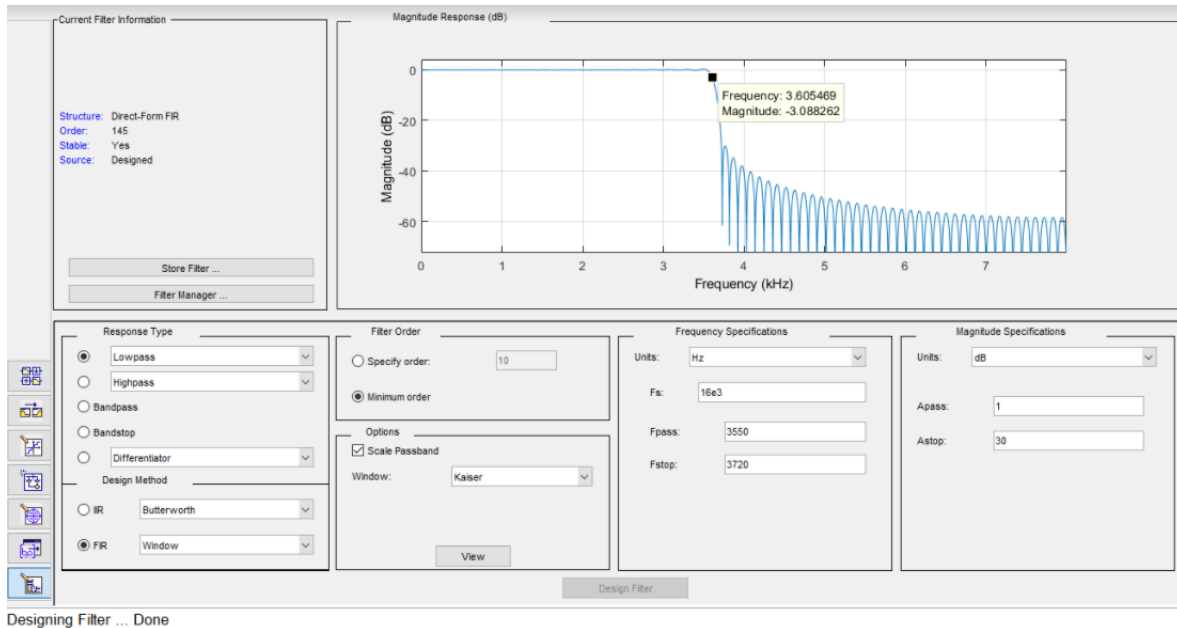 Current Filter Information
Structure: Direct-Form FIR
Order: 145
Stable: Yes
Source: Designed
Store Filter ...
Filter Manager ...
Magnitude Response (dB)
Magnitude (dB)
0
-20
-40
-60
Frequency: 3.605469
Magnitude: -3.088262
0 1 2 3 4 5 6 7
Frequency (kHz)
Response Type
Lowpass
Highpass
Bandpass
Bandstop
Differentiator
Design Method
IIR Butterworth
FIR Window
Filter Order
Specify order: 10
Minimum order
Options
Scale Passband
Window: Kaiser
View
Frequency Specifications
Units: Hz
Fs: 16e3
Fpass: 3550
Fstop: 3720
Magnitude Specifications
Units: dB
Apass: 1
Astop: 30
Design Filter
Designing Filter ... Done